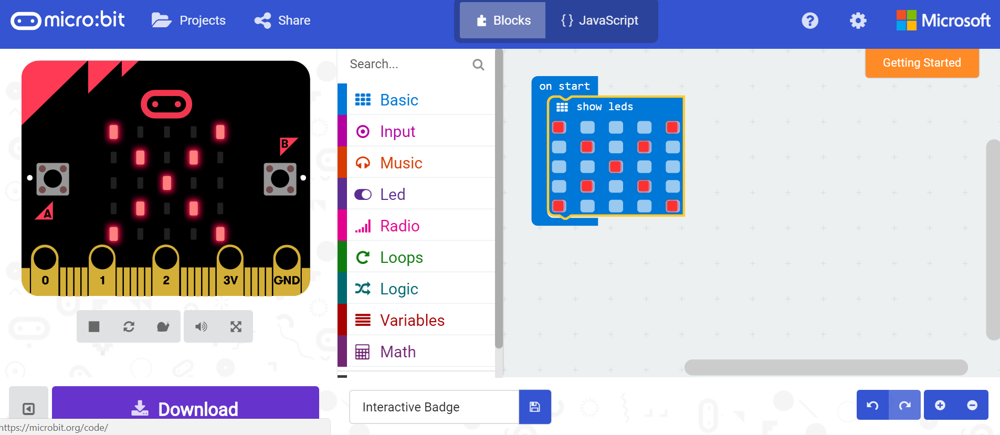 micro:bit
Projects
Share
Blocks
{} JavaScript
?
Microsoft
Search...
Getting Started
on start
show leds
Basic
Input
Music
Led
Radio
Loops
Logic
Variables
Math
B
A
0
1
2
3V
GND
Download
Interactive Badge
https://microbit.org/code/